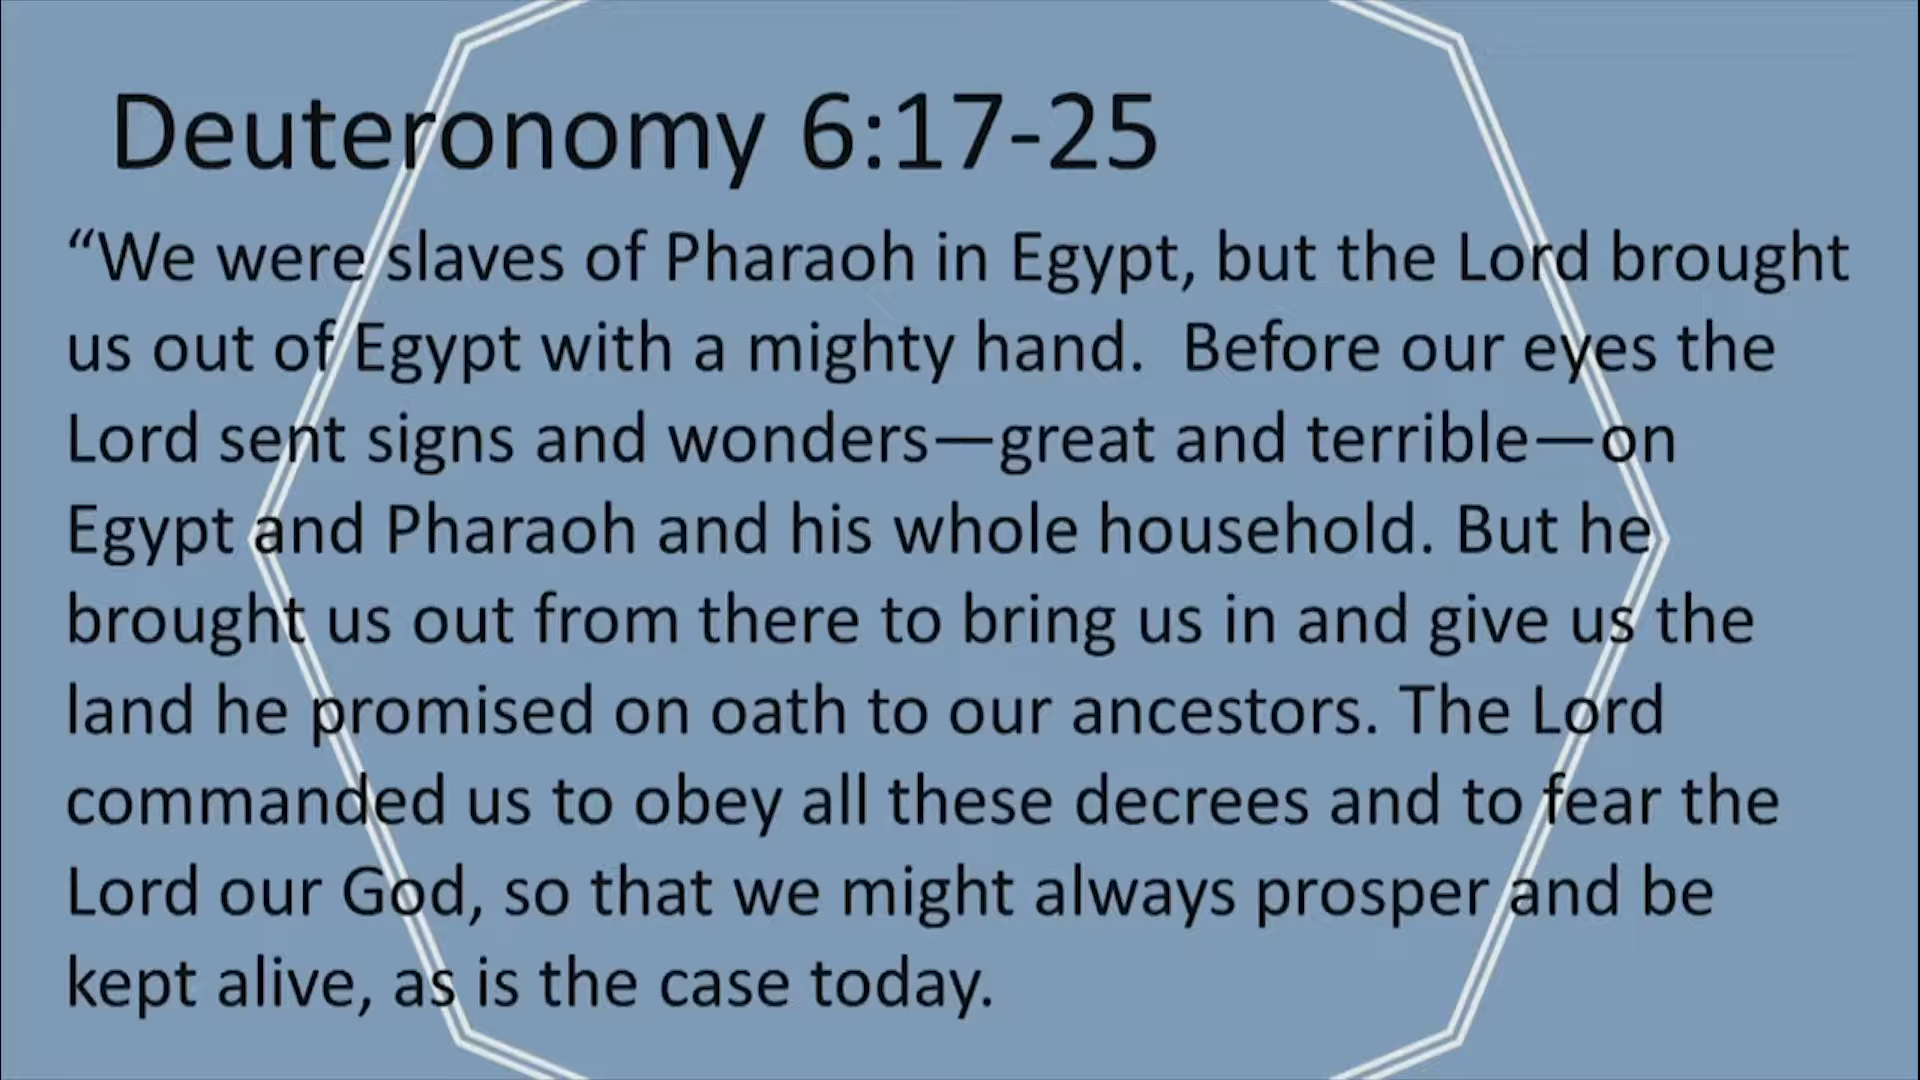 Deuteronomy 6:17-25
“We were slaves of Pharaoh in Egypt, but the Lord brought
us out of Egypt with a mighty hand.  Before our eyes the
Lord sent signs and wonders—great and terrible—on
Egypt and Pharaoh and his whole household. But he
brought us out from there to bring us in and give us the
land he promised on oath to our ancestors. The Lord
commanded us to obey all these decrees and to fear the
Lord our God, so that we might always prosper and be
kept alive, as is the case today.